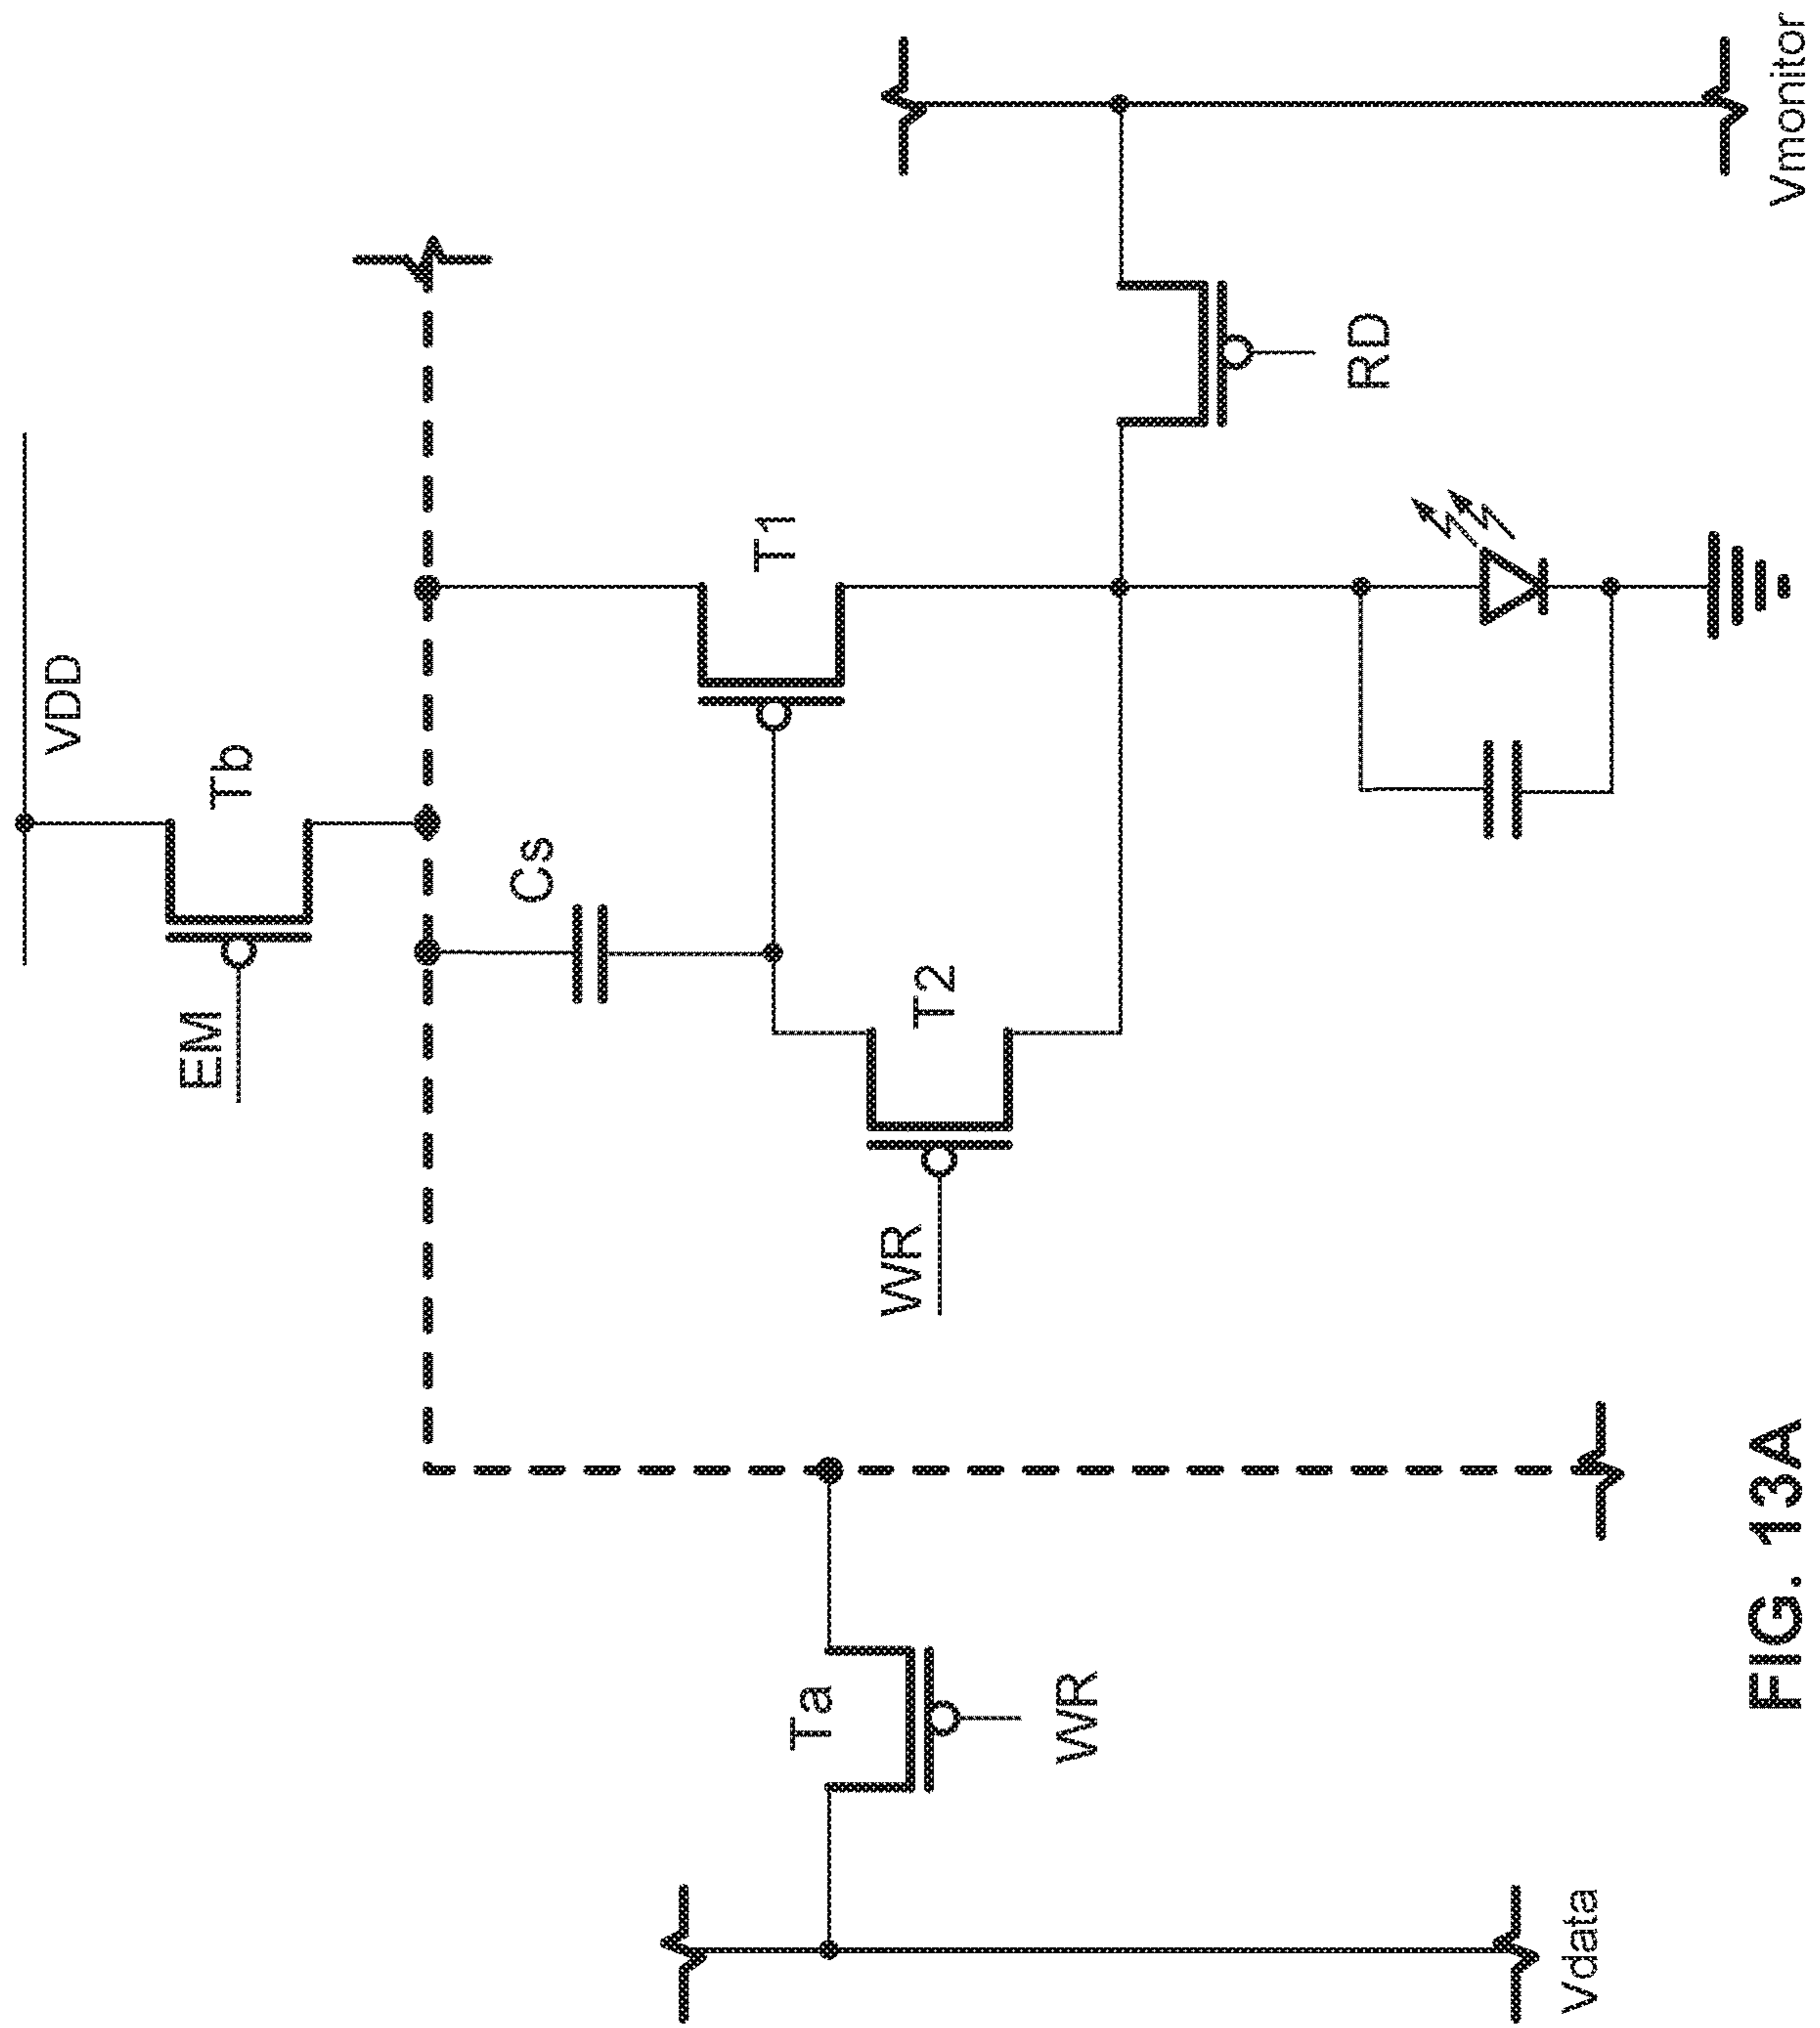 VDD
EM
Tb
Cs
T1
WR
T2
Ta
WR
RD
Vdata
Vmonitor
FIG. 13A